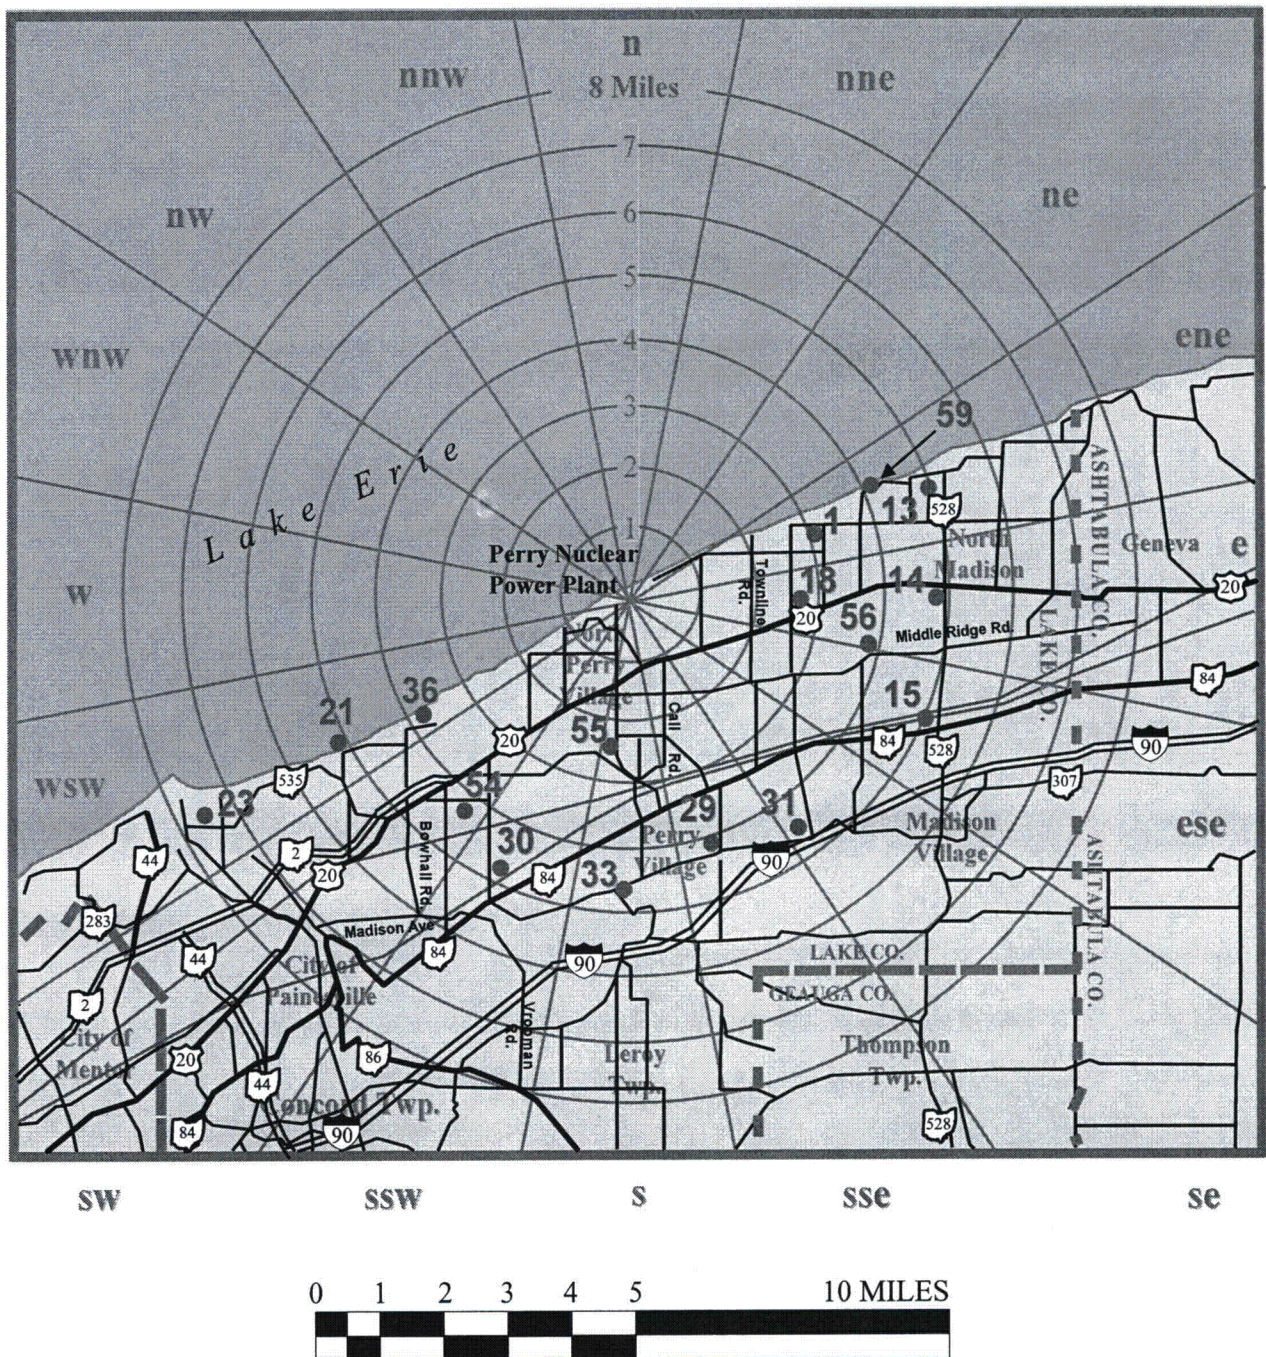 n
8 Miles
nnw
nne
7
6
nw
ne
5
4
ene
wnw
3
59
2
Lake Erie
1
1
13
528
ASHTABULA CO.
Perry Nuclear
Power Plant
North
Madison
Geneva
e
w
Townline
Rd.
18
14
20
20
56
Middle Ridge Rd.
LAKE CO.
Nort
Perry
Village
36
21
15
84
20
55
Call Rd.
84
528
90
wsw
535
307
54
23
29
31
Perry
Village
Madison
Village
ese
2
44
20
Bowhall Rd.
30
84
33
90
ASHTABULA CO.
283
Madison Ave
84
44
City of
Painesville
90
LAKE CO.
GEAUGA CO.
2
Vrooman
Rd.
City of
Mentor
20
86
Leroy
Twp.
Thompson
Twp.
44
Concord Twp.
84
90
528
sw
ssw
s
sse
se
0 1 2 3 4 5 10 MILES